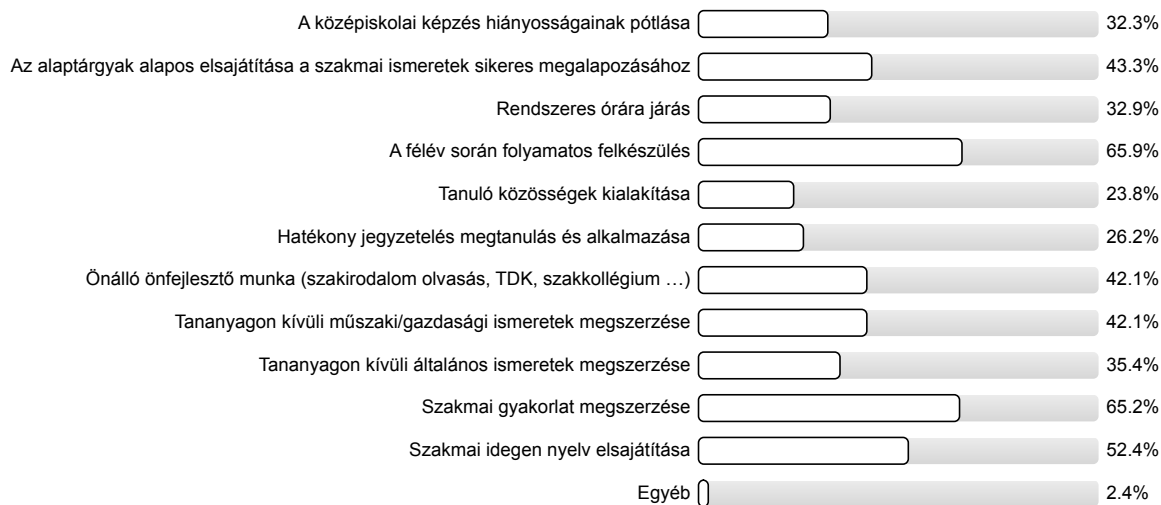 A középiskolai képzés hiányosságainak pótlása 32.3%
Az alaptárgyak alapos elsajátítása a szakmai ismeretek sikeres megalapozásához 43.3%
Rendszeres órára járás 32.9%
A félév során folyamatos felkészülés 65.9%
Tanuló közösségek kialakítása 23.8%
Hatékony jegyzetelés megtanulás és alkalmazása 26.2%
Önálló önfejlesztő munka (szakirodalom olvasás, TDK, szakkollégium …) 42.1%
Tananyagon kívüli műszaki/gazdasági ismeretek megszerzése 42.1%
Tananyagon kívüli általános ismeretek megszerzése 35.4%
Szakmai gyakorlat megszerzése 65.2%
Szakmai idegen nyelv elsajátítása 52.4%
Egyéb 2.4%